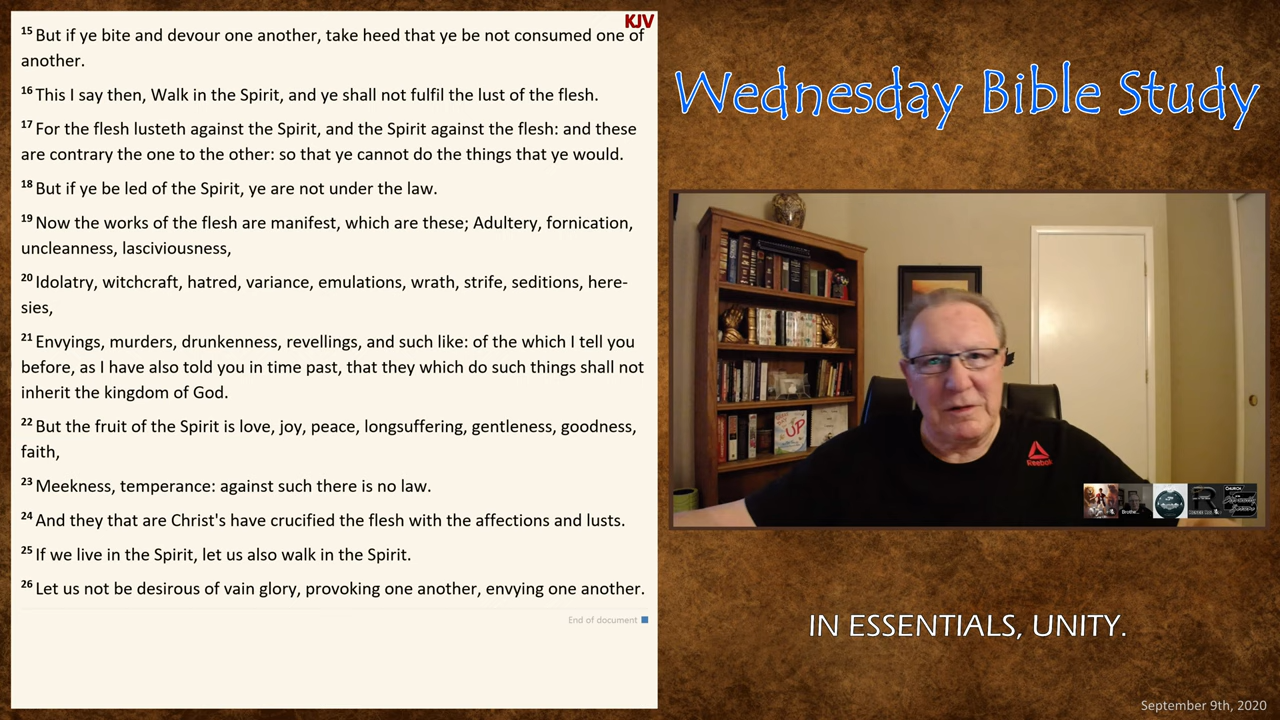 KJV
15 But if ye bite and devour one another, take heed that ye be not consumed one of
another.
16 This I say then, Walk in the Spirit, and ye shall not fulfil the lust of the flesh.
17 For the flesh lusteth against the Spirit, and the Spirit against the flesh: and these
are contrary the one to the other: so that ye cannot do the things that ye would.
18 But if ye be led of the Spirit, ye are not under the law.
19 Now the works of the flesh are manifest, which are these; Adultery, fornication,
uncleanness, lasciviousness,
20 Idolatry, witchcraft, hatred, variance, emulations, wrath, strife, seditions, here-
sies,
21 Envyings, murders, drunkenness, revellings, and such like: of the which I tell you
before, as I have also told you in time past, that they which do such things shall not
inherit the kingdom of God.
22 But the fruit of the Spirit is love, joy, peace, longsuffering, gentleness, goodness,
faith,
23 Meekness, temperance: against such there is no law.
24 And they that are Christ's have crucified the flesh with the affections and lusts.
25 If we live in the Spirit, let us also walk in the Spirit.
26 Let us not be desirous of vain glory, provoking one another, envying one another.
End of document
Wednesday Bible Study
UP
Reebok
Brothe...
IN ESSENTIALS, UNITY.
September 9th, 2020